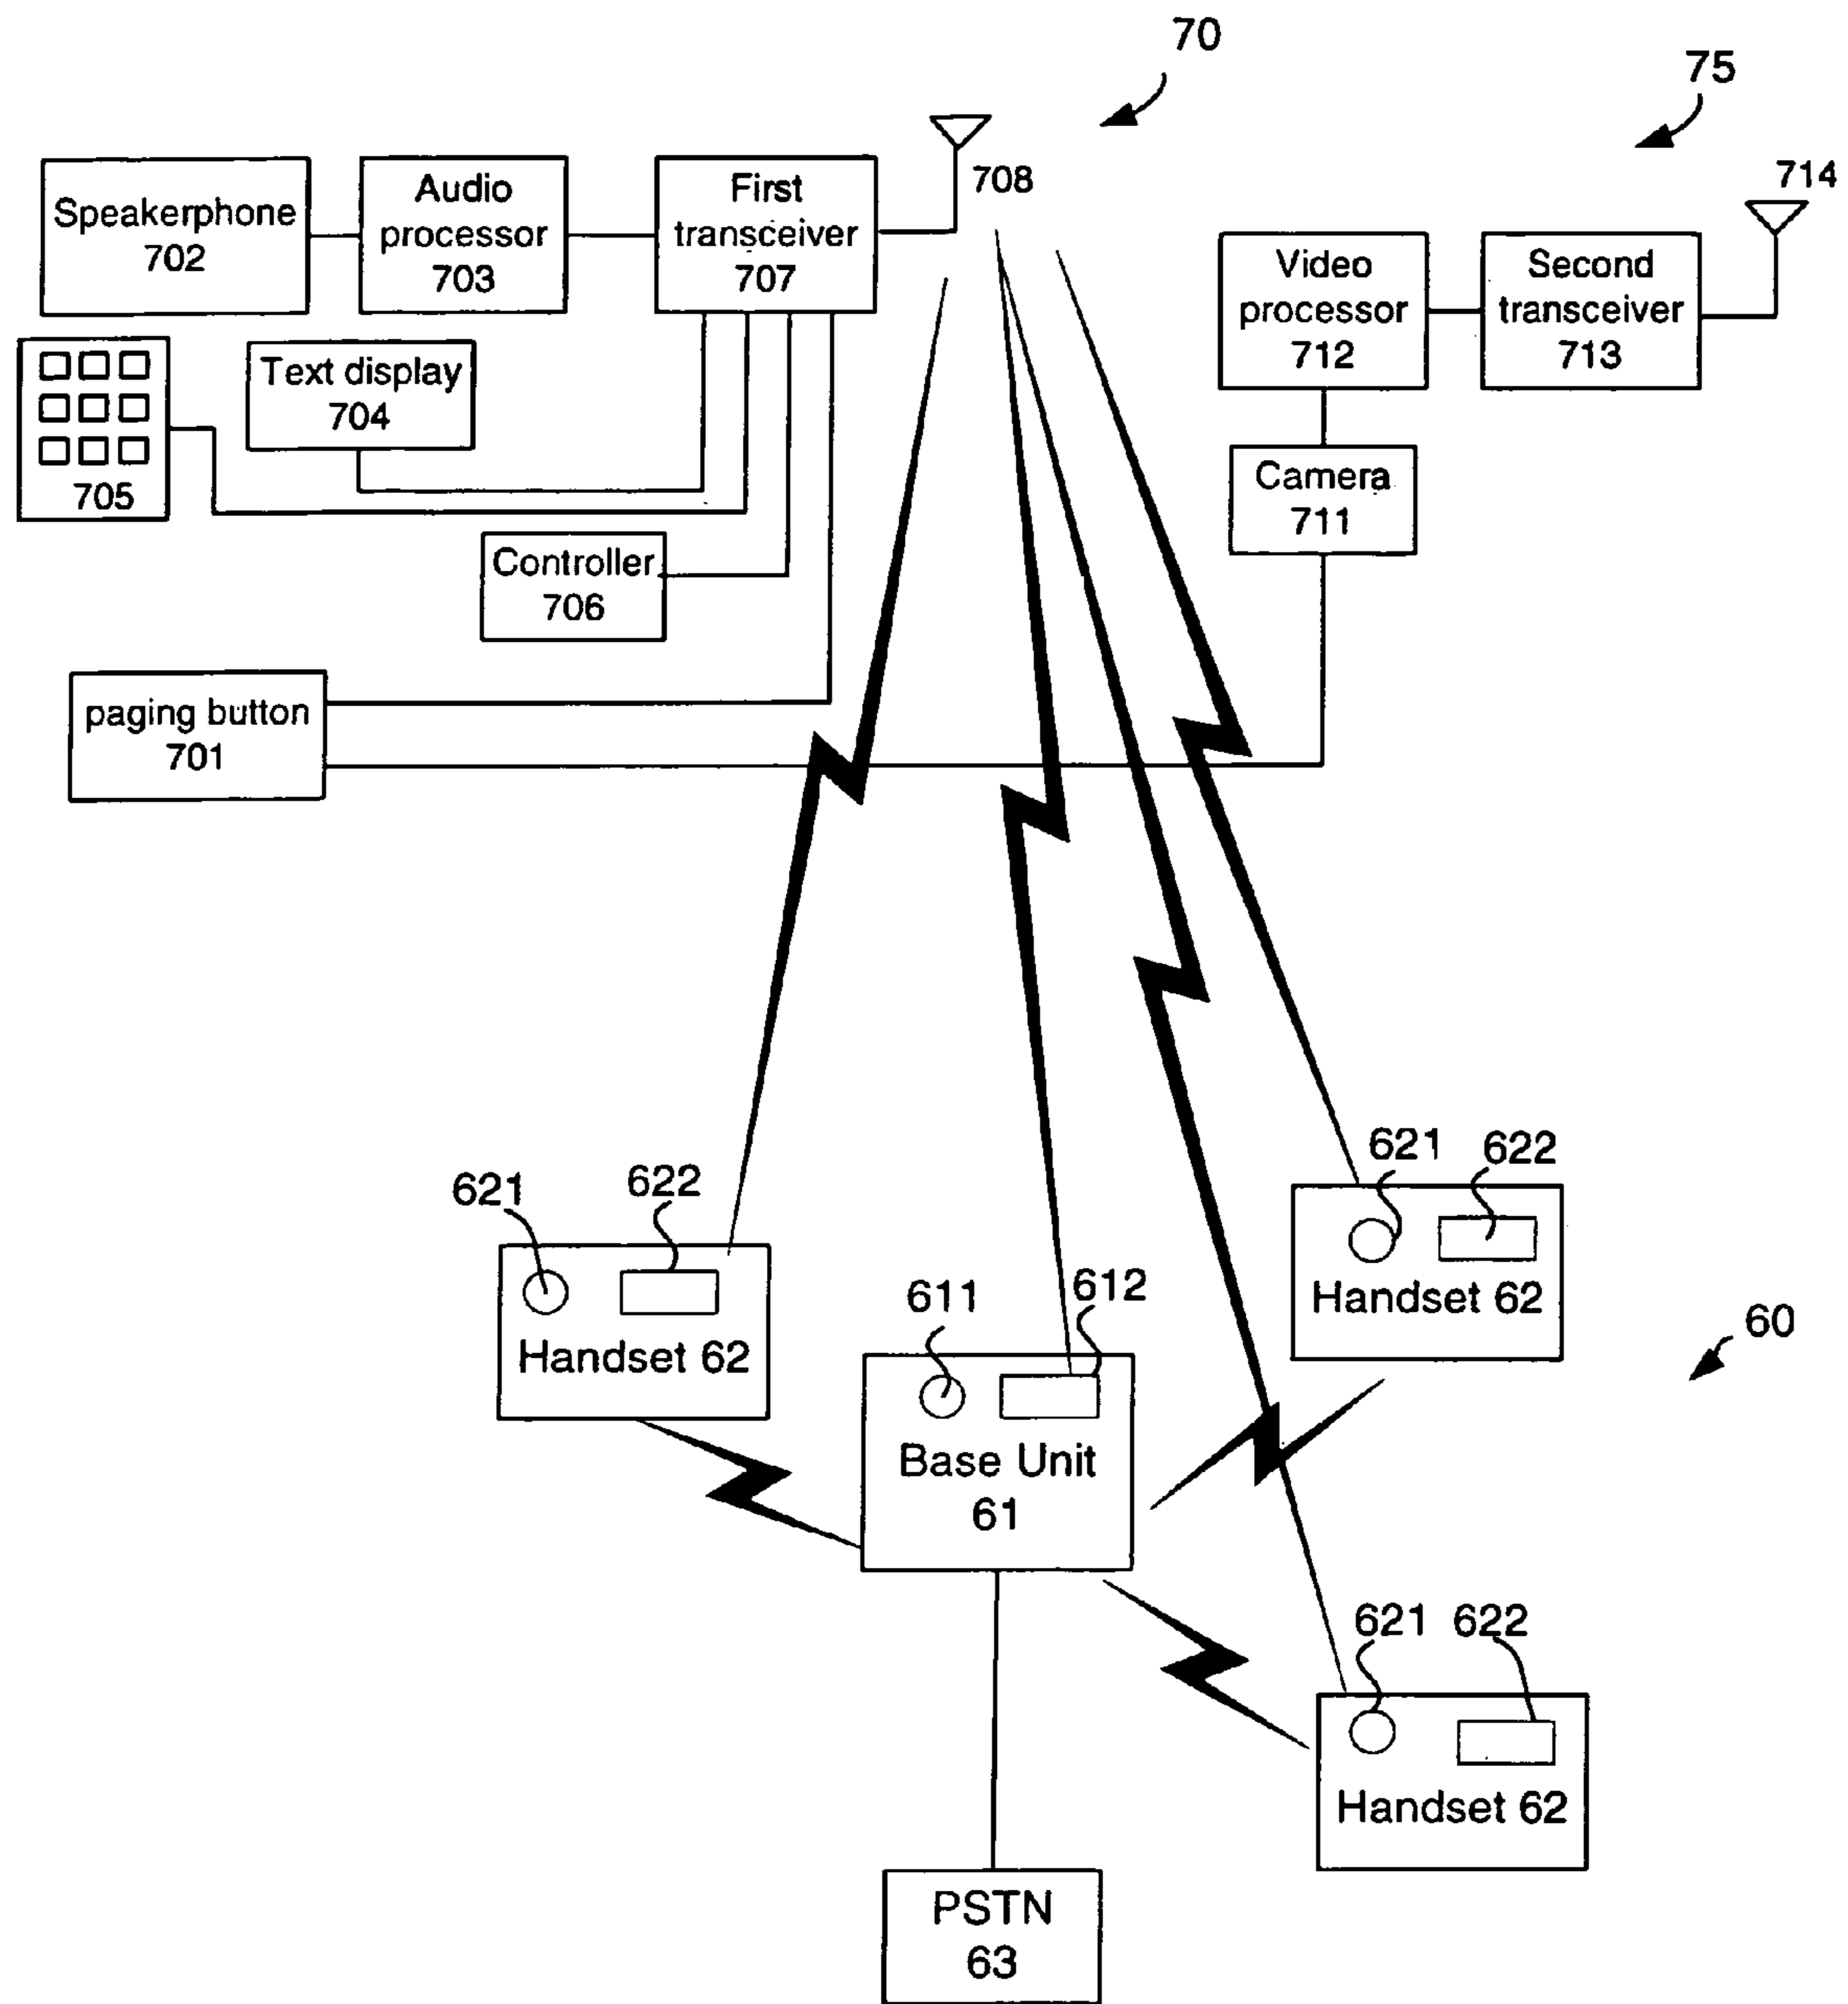 70
75
708
714
Speakerphone
702
Audio
processor
703
First
transceiver
707
Video
processor
712
Second
transceiver
713
Text display
704
705
Camera
711
Controller
706
paging button
701
621
622
Handset 62
611
612
Base Unit
61
621
622
Handset 62
60
621
622
Handset 62
PSTN
63